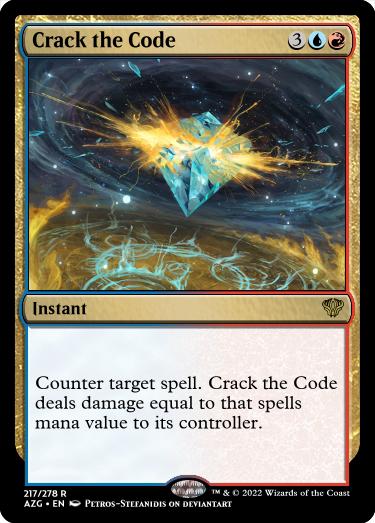 Crack the Code 3
Instant
Counter target spell. Crack the Code
deals damage equal to that spells
mana value to its controller.
217/278 R
™ & © 2022 Wizards of the Coast
AZG • EN Petros-Stefanidis on deviantart